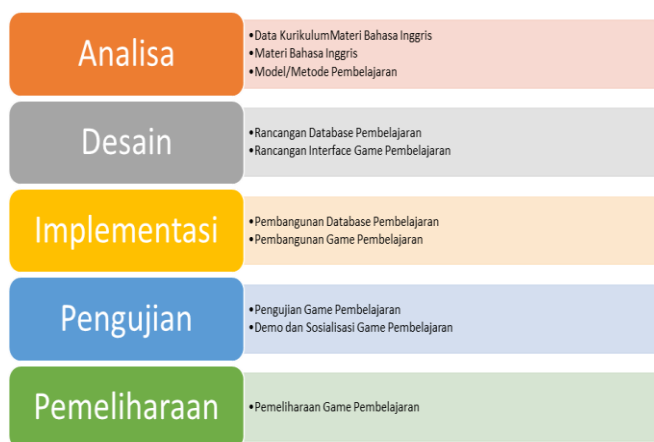 Analisa
•Data KurikulumMateri Bahasa Inggris
•Materi Bahasa Inggris
•Model/Metode Pembelajaran
Desain
•Rancangan Database Pembelajaran
•Rancangan Interface Game Pembelajaran
Implementasi
•Pembangunan Database Pembelajaran
•Pembangunan Game Pembelajaran
Pengujian
•Pengujian Game Pembelajaran
•Demo dan Sosialisasi Game Pembelajaran
Pemeliharaan
•Pemeliharaan Game Pembelajaran